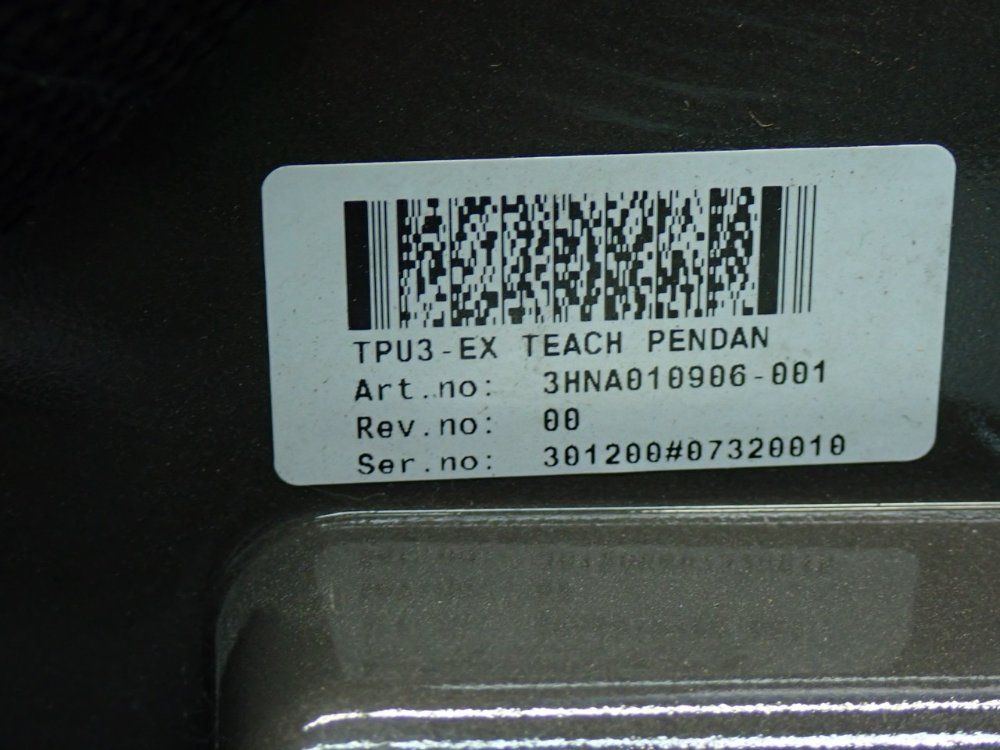 TPU3-EX TEACH PENDAN
Art.no: 3HNA010906-001
Rev.no: 00
Ser.no: 301200#07320010